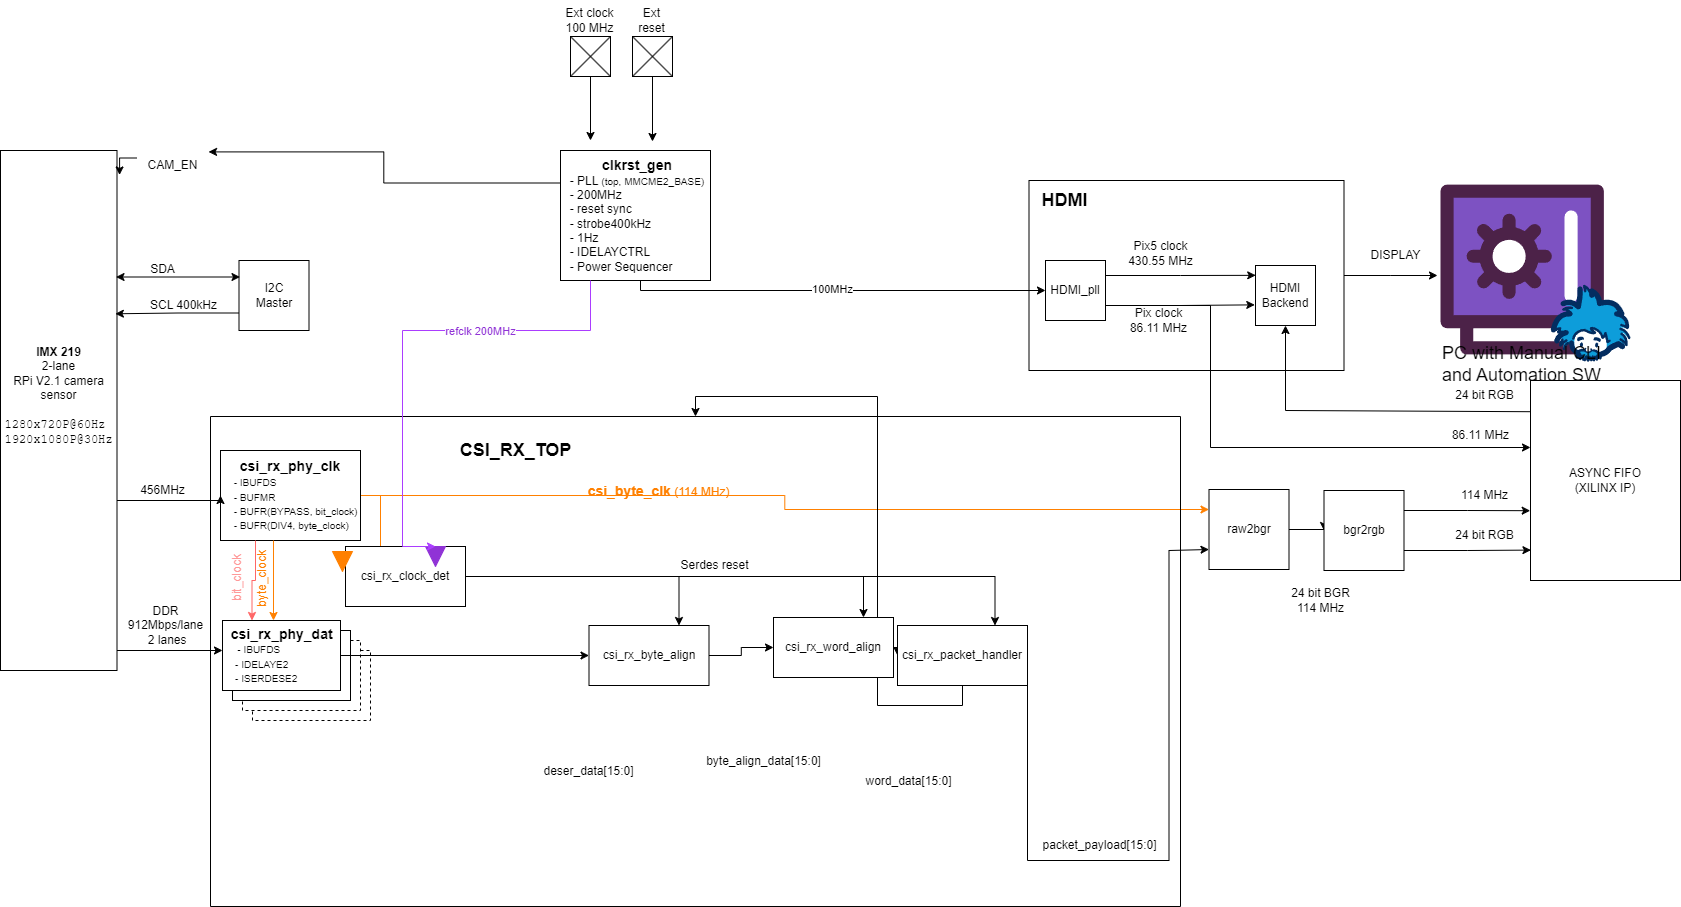 Ext clock
100 MHz
Ext
reset
clkrst_gen
- PLL (top, MMCME2_BASE)
- 200MHz
- reset sync
- strobe400kHz
- 1Hz
- IDELAYCTRL
- Power Sequencer
CAM_EN
SDA
SCL 400kHz
I2C
Master
IMX 219
2-lane
RPi V2.1 camera
sensor
1280x720P@60Hz
1920x1080P@30Hz
refclk 200MHz
100MHz
HDMI
HDMI_pll
Pix5 clock
430.55 MHz
Pix clock
86.11 MHz
HDMI
Backend
DISPLAY
PC with Manual CLI
and Automation SW
24 bit RGB
86.11 MHz
ASYNC FIFO
(XILINX IP)
114 MHz
24 bit RGB
CSI_RX_TOP
456MHz
csi_rx_phy_clk
- IBUFDS
- BUFMR
- BUFR(BYPASS, bit_clock)
- BUFR(DIV4, byte_clock)
csi_byte_clk (114 MHz)
bit_clock
byte_clock
csi_rx_clock_det
Serdes reset
DDR
912Mbps/lane
2 lanes
csi_rx_phy_dat
- IBUFDS
- IDELAYE2
- ISERDESE2
csi_rx_byte_align
csi_rx_word_align
csi_rx_packet_handler
raw2bgr
bgr2rgb
24 bit BGR
114 MHz
deser_data[15:0]
byte_align_data[15:0]
word_data[15:0]
packet_payload[15:0]